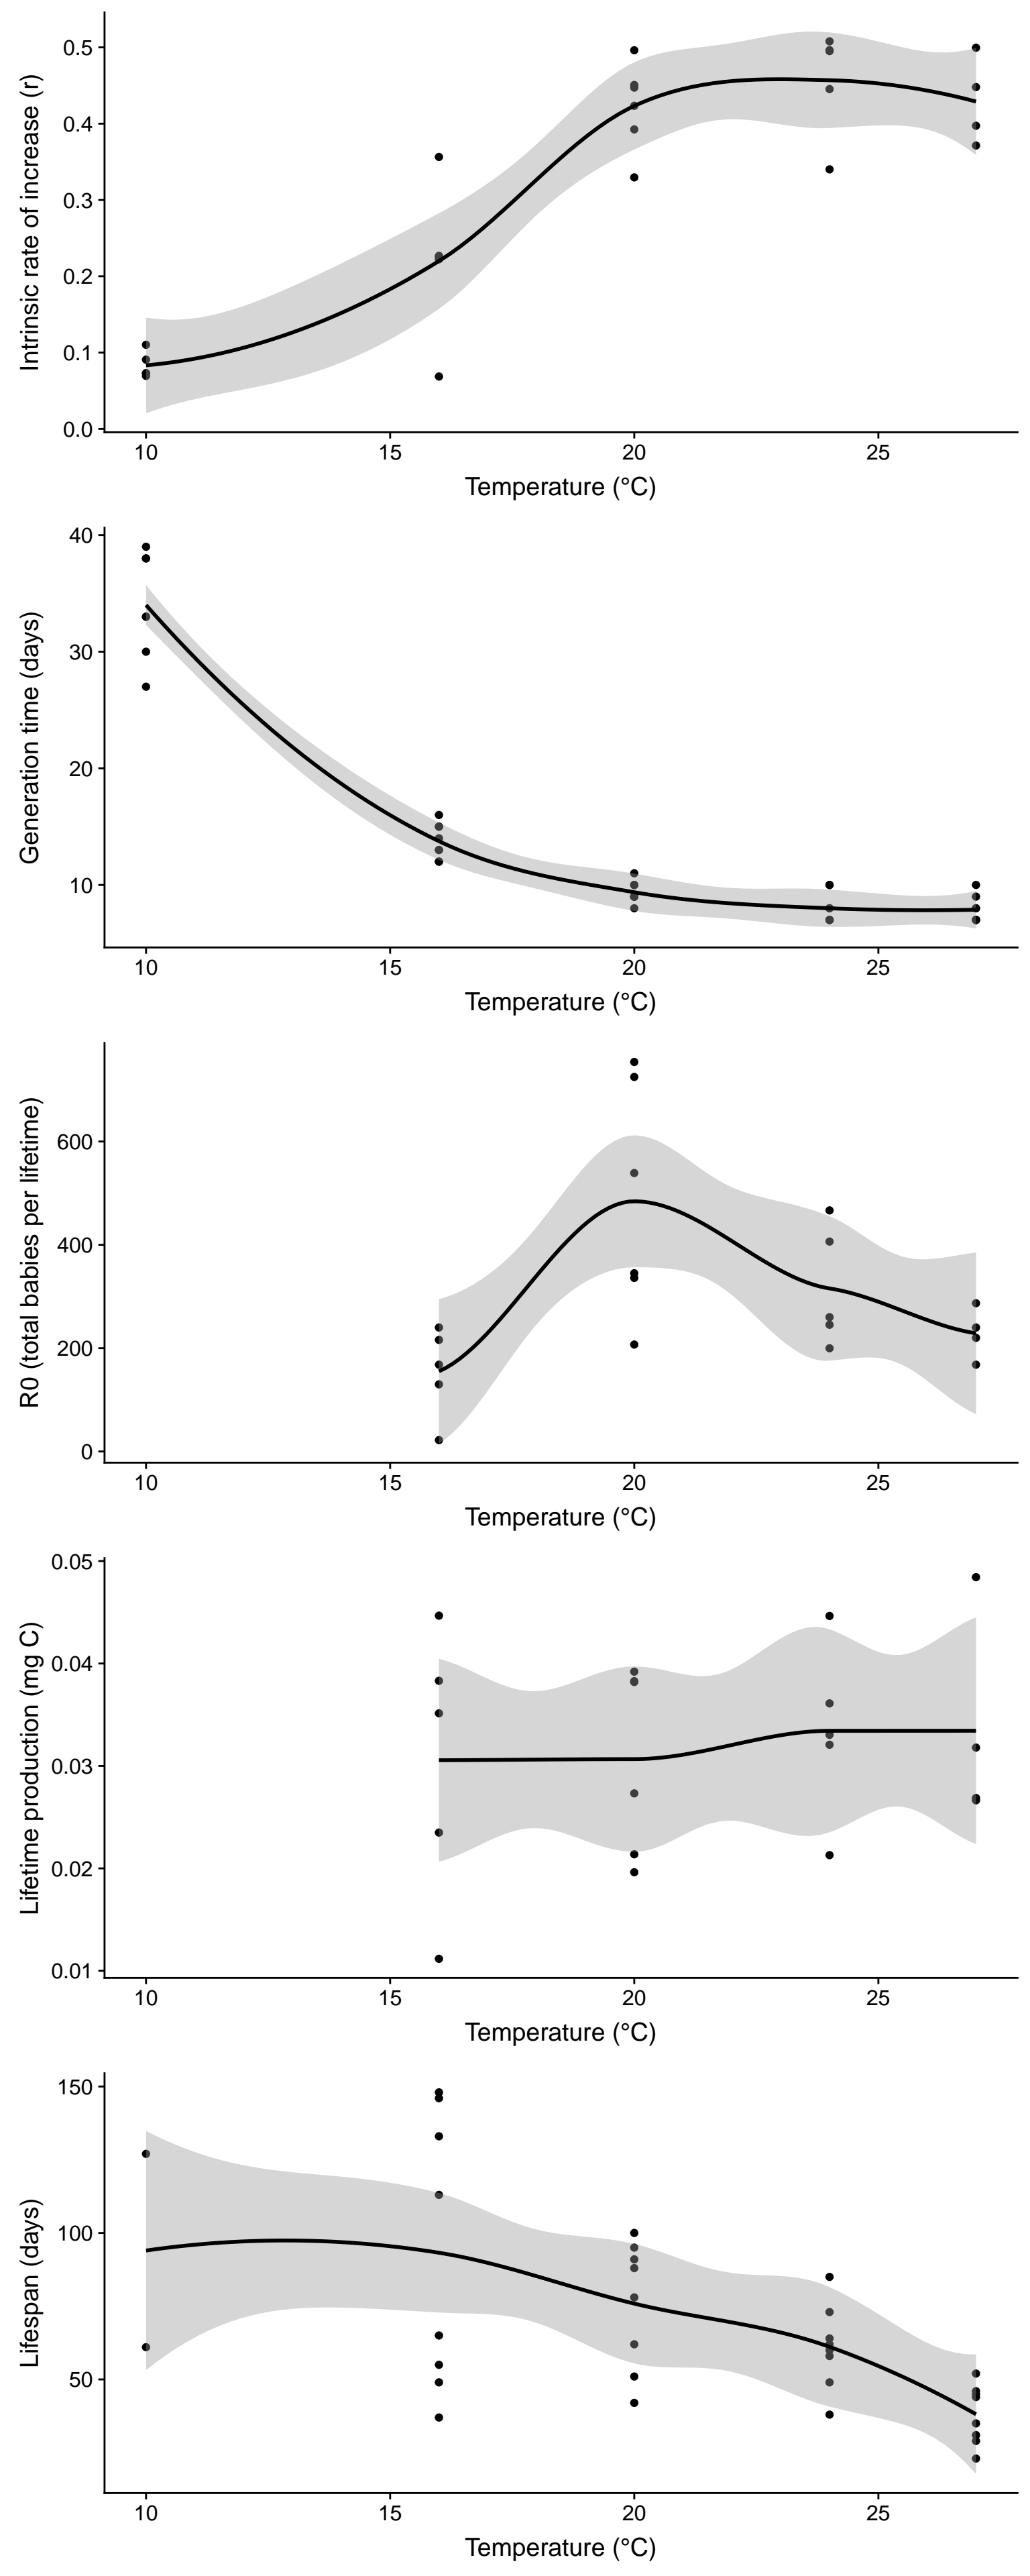 Intrinsic rate of increase (r)
0.5
0.4
0.3
0.2
0.1
0.0
10 15 20 25
Temperature (°C)
Generation time (days)
40
30
20
10
10 15 20 25
Temperature (°C)
R0 (total babies per lifetime)
600
400
200
0
10 15 20 25
Temperature (°C)
Lifetime production (mg C)
0.05
0.04
0.03
0.02
0.01
10 15 20 25
Temperature (°C)
Lifespan (days)
150
100
50
10 15 20 25
Temperature (°C)